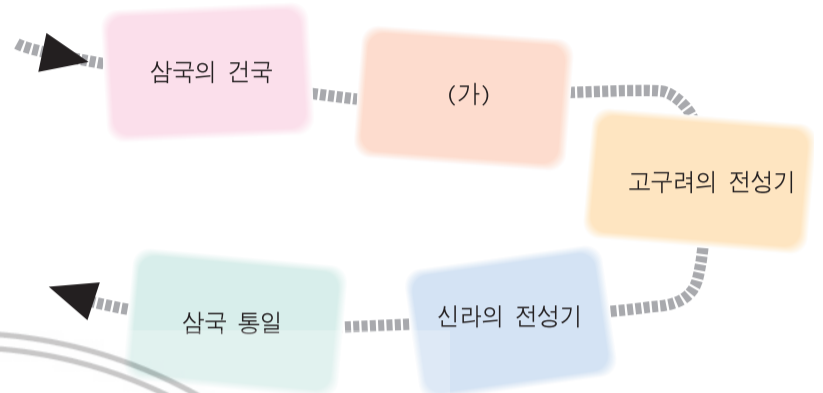 삼국의 건국
(가)
고구려의 전성기
신라의 전성기
삼국 통일